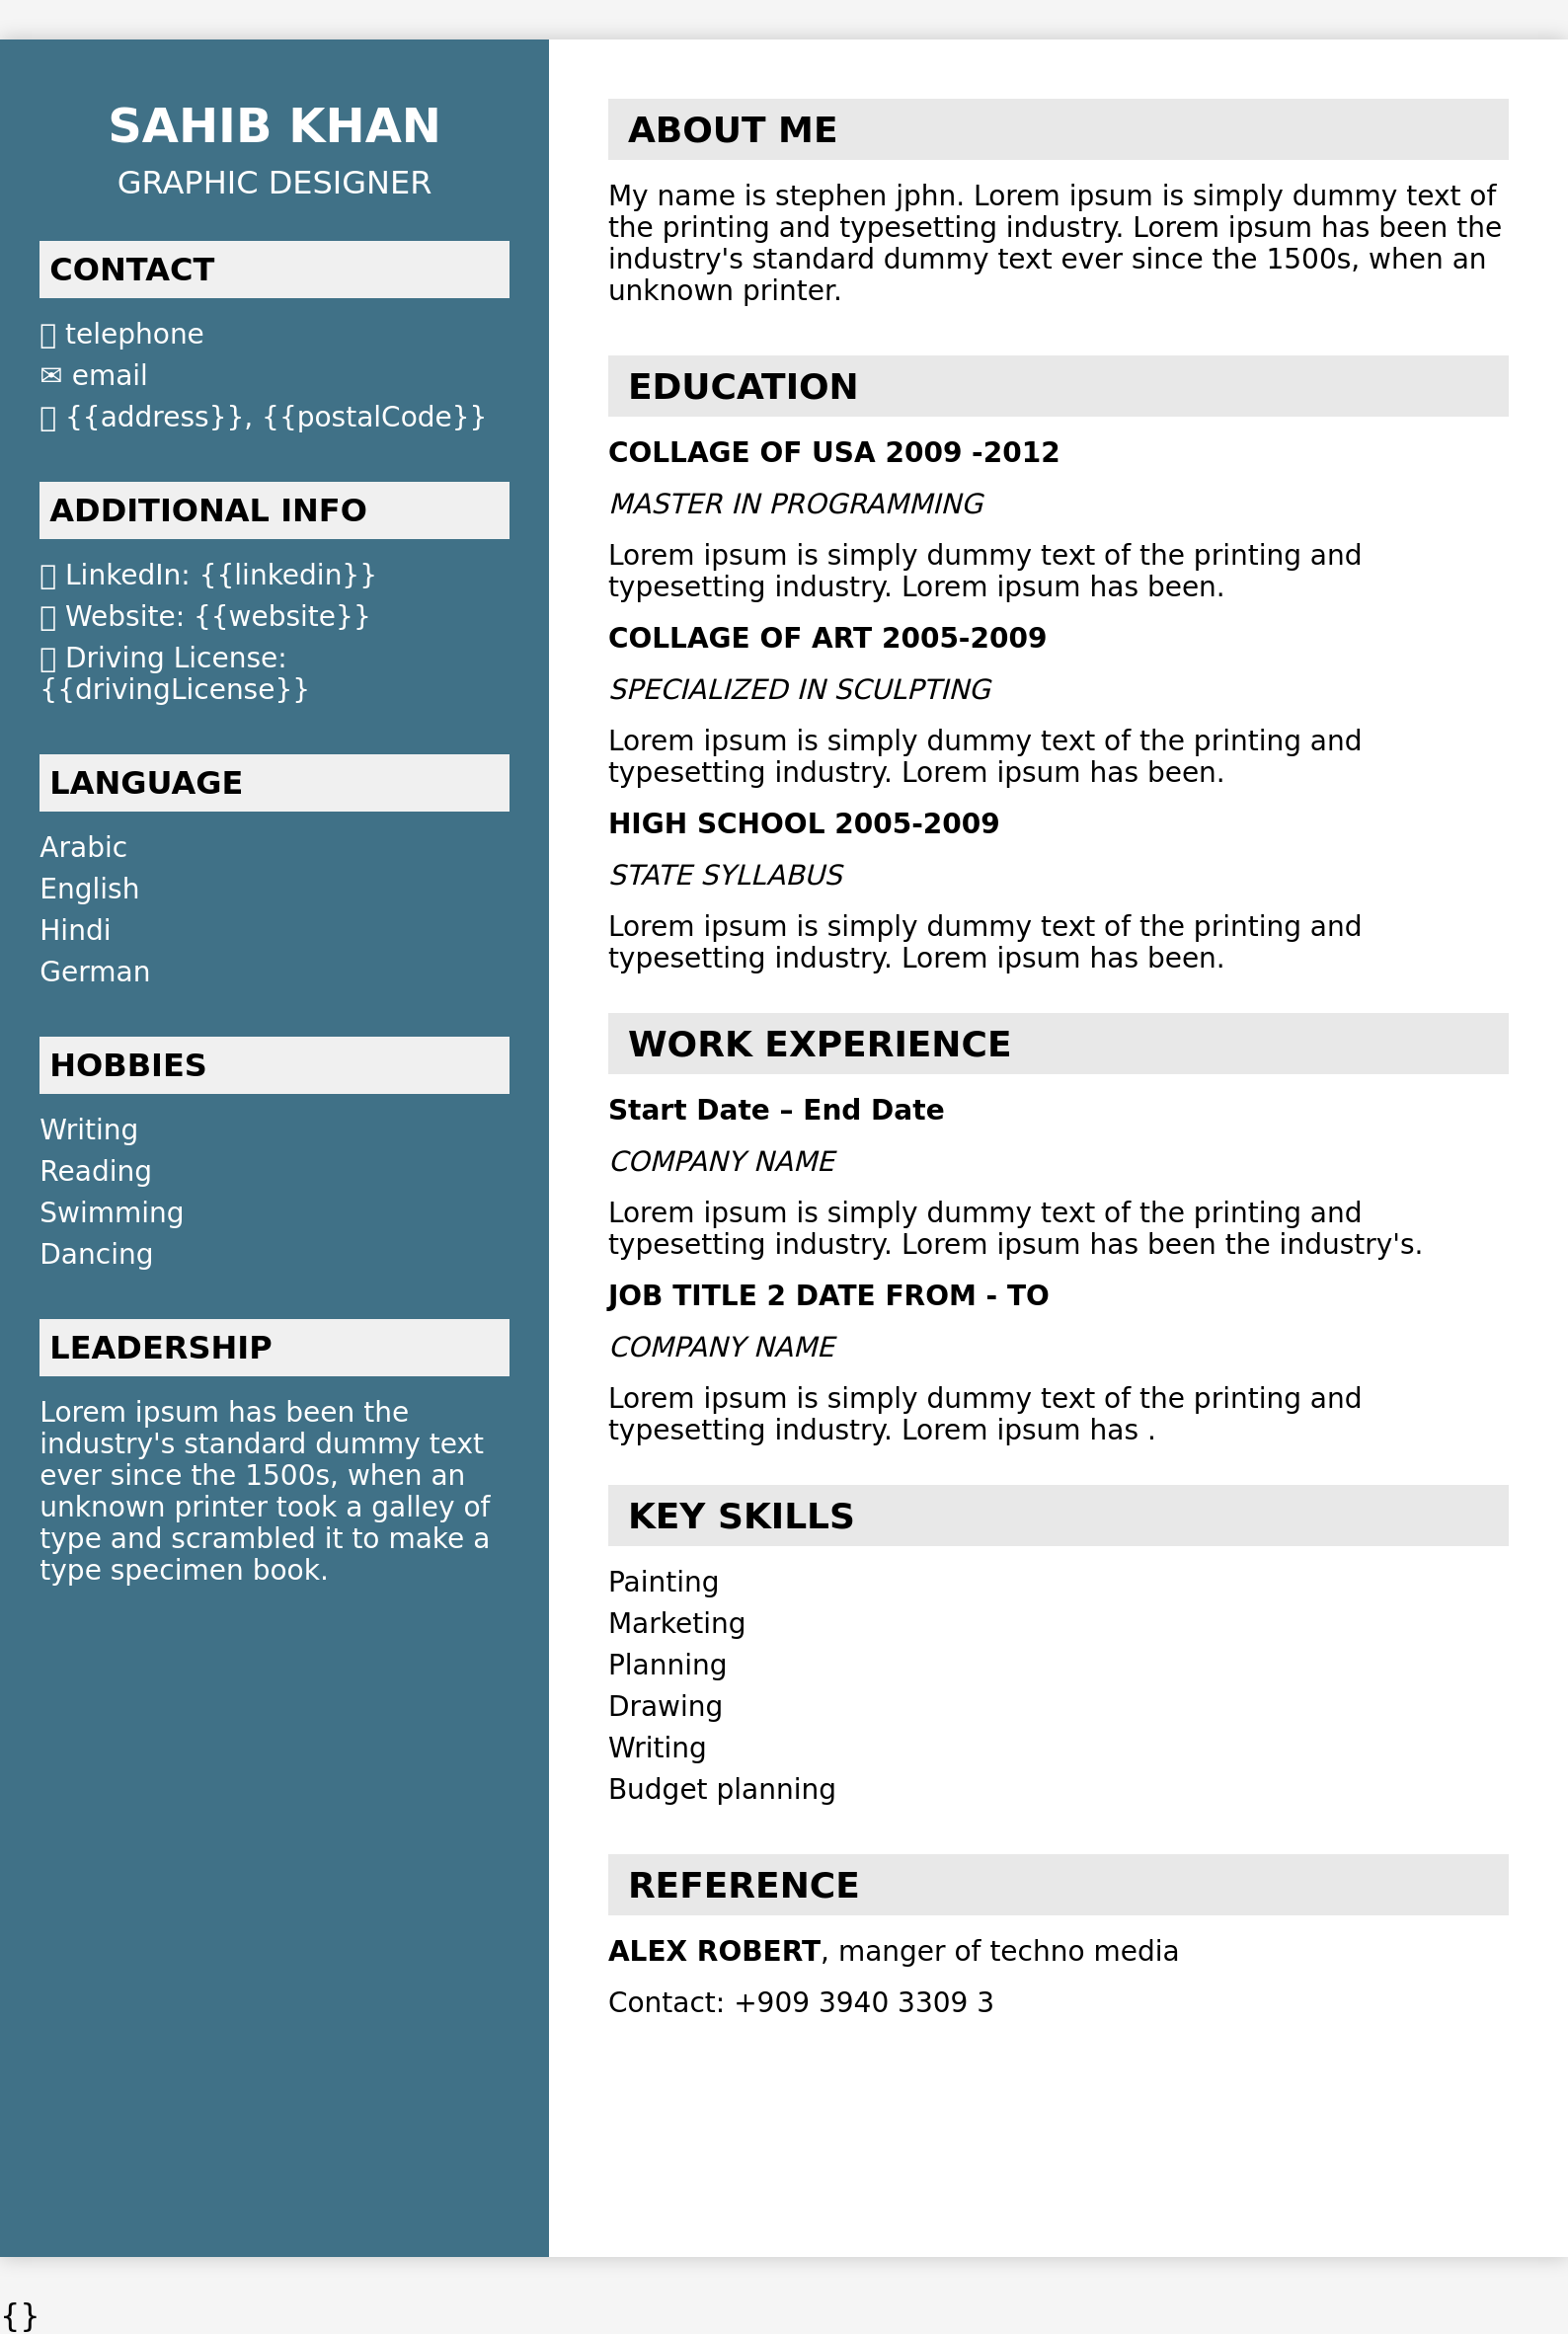 SAHIB KHAN
GRAPHIC DESIGNER
CONTACT
telephone
✉ email
{{address}}, {{postalCode}}
ADDITIONAL INFO
LinkedIn: {{linkedin}}
Website: {{website}}
Driving License:
{{drivingLicense}}
LANGUAGE
Arabic
English
Hindi
German
HOBBIES
Writing
Reading
Swimming
Dancing
LEADERSHIP
Lorem ipsum has been the
industry's standard dummy text
ever since the 1500s, when an
unknown printer took a galley of
type and scrambled it to make a
type specimen book.
ABOUT ME
My name is stephen jphn. Lorem ipsum is simply dummy text of
the printing and typesetting industry. Lorem ipsum has been the
industry's standard dummy text ever since the 1500s, when an
unknown printer.
EDUCATION
COLLAGE OF USA 2009 -2012
MASTER IN PROGRAMMING
Lorem ipsum is simply dummy text of the printing and
typesetting industry. Lorem ipsum has been.
COLLAGE OF ART 2005-2009
SPECIALIZED IN SCULPTING
Lorem ipsum is simply dummy text of the printing and
typesetting industry. Lorem ipsum has been.
HIGH SCHOOL 2005-2009
STATE SYLLABUS
Lorem ipsum is simply dummy text of the printing and
typesetting industry. Lorem ipsum has been.
WORK EXPERIENCE
Start Date – End Date
COMPANY NAME
Lorem ipsum is simply dummy text of the printing and
typesetting industry. Lorem ipsum has been the industry's.
JOB TITLE 2 DATE FROM - TO
COMPANY NAME
Lorem ipsum is simply dummy text of the printing and
typesetting industry. Lorem ipsum has .
KEY SKILLS
Painting
Marketing
Planning
Drawing
Writing
Budget planning
REFERENCE
ALEX ROBERT, manger of techno media
Contact: +909 3940 3309 3
{}